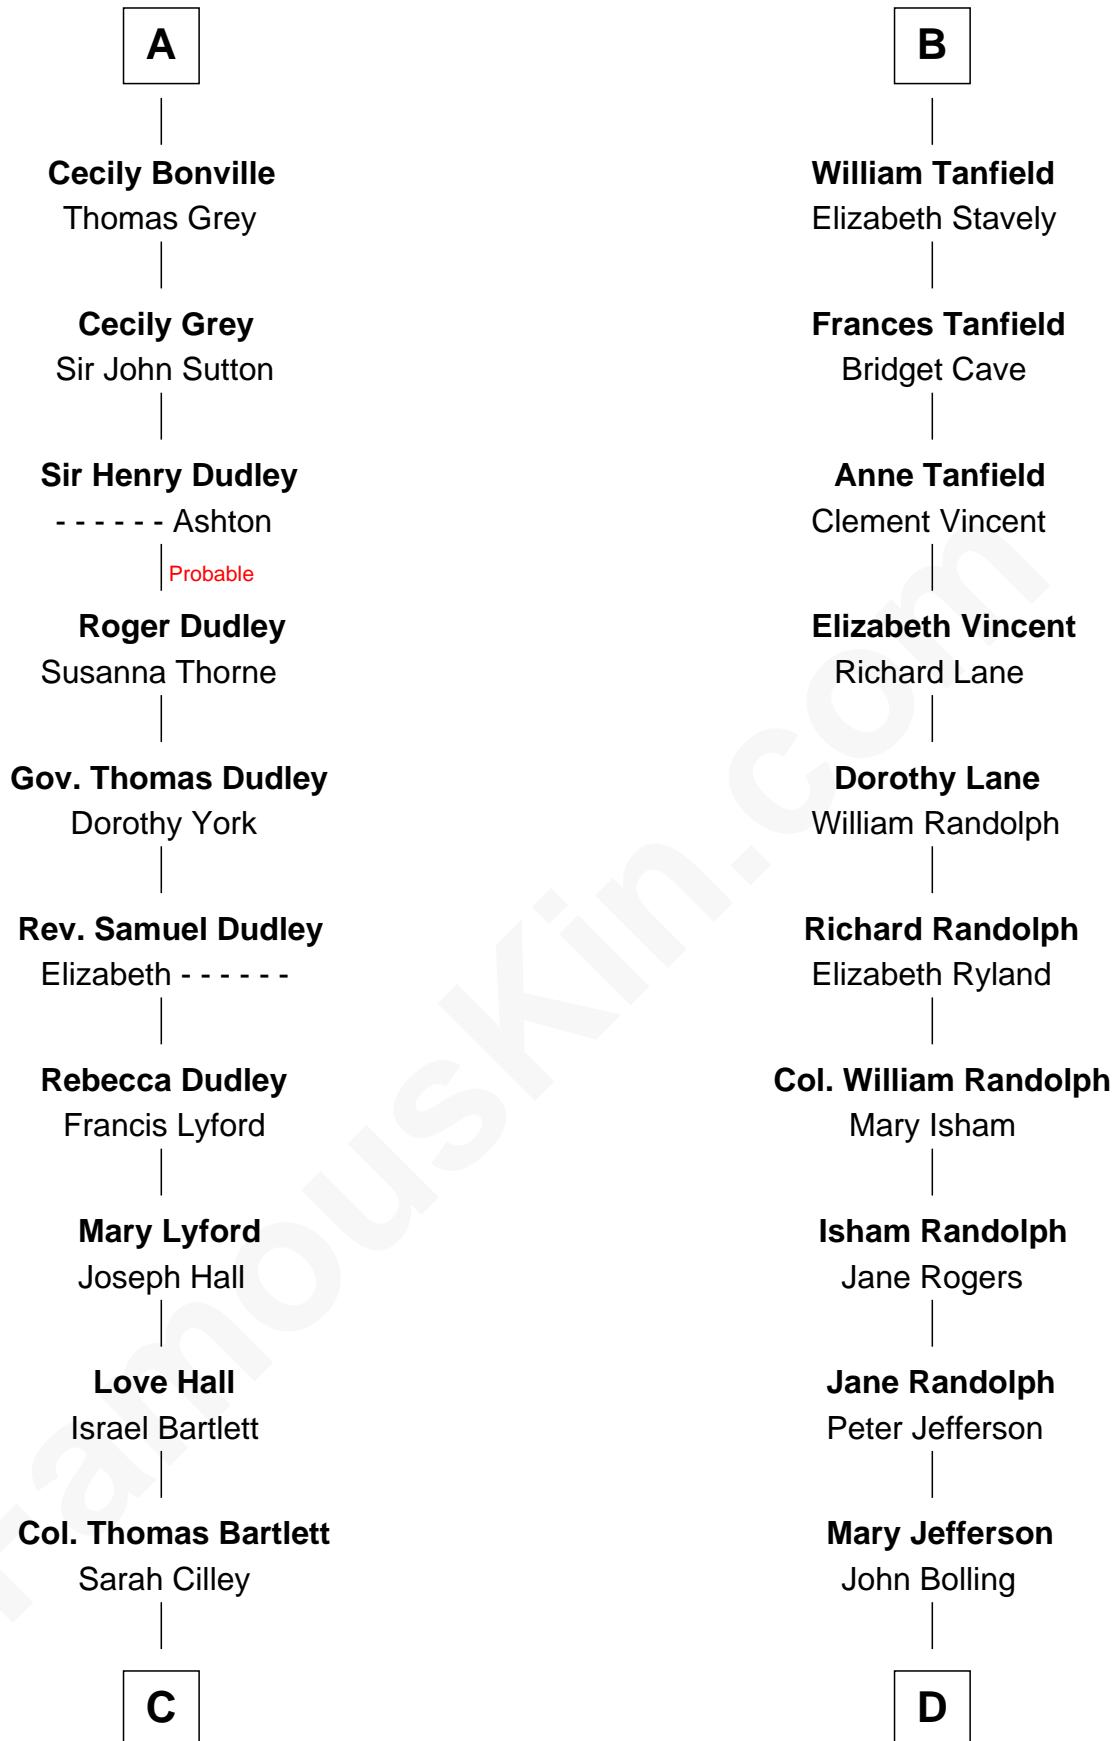 A
Cecily Bonville
Thomas Grey
Cecily Grey
Sir John Sutton
Sir Henry Dudley
- - - - - - Ashton
Probable
Roger Dudley
Susanna Thorne
Gov. Thomas Dudley
Dorothy York
Rev. Samuel Dudley
Elizabeth - - - - - -
Rebecca Dudley
Francis Lyford
Mary Lyford
Joseph Hall
Love Hall
Israel Bartlett
Col. Thomas Bartlett
Sarah Cilley
C
B
William Tanfield
Elizabeth Stavely
Frances Tanfield
Bridget Cave
Anne Tanfield
Clement Vincent
Elizabeth Vincent
Richard Lane
Dorothy Lane
William Randolph
Richard Randolph
Elizabeth Ryland
Col. William Randolph
Mary Isham
Isham Randolph
Jane Rogers
Jane Randolph
Peter Jefferson
Mary Jefferson
John Bolling
D
FamousKin.com